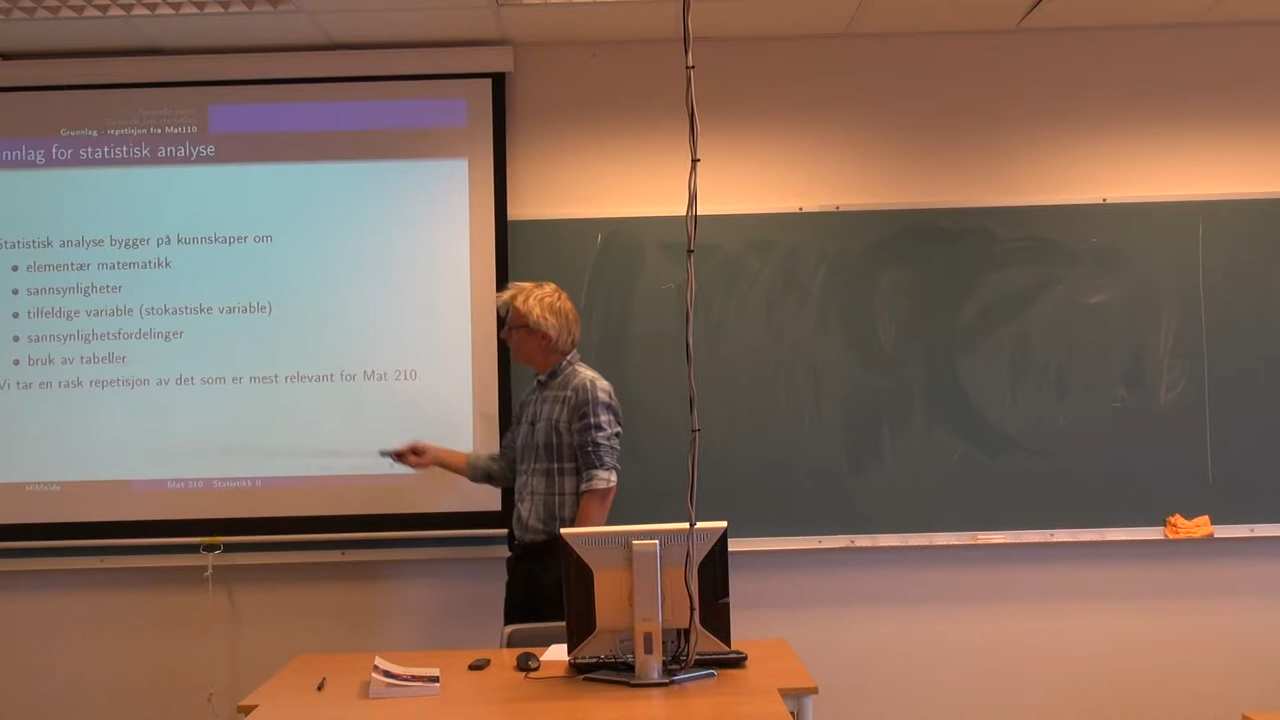 Grunnlag - repetisjon fra Mat110
nnlag for statistisk analyse
Statistisk analyse bygger på kunnskaper om
elementær matematikk
sannsynligheter
tilfeldige variable (stokastiske variable)
sannsynlighetsfordelinger
bruk av tabeller
Vi tar en rask repetisjon av det som er mest relevant for Mat 210.
HiMolde
Mat 210 Statistikk II